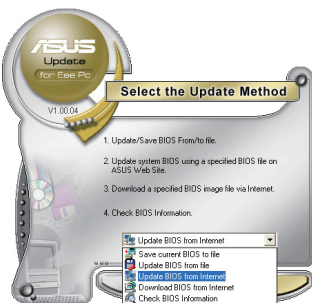 ASUS
Update
for Eee Pc
V1.00.04
Select the Update Method
1. Update/Save BIOS From/to file.
2. Update system BIOS using a specified BIOS file on
ASUS Web Site.
3. Download a specified BIOS image file via Internet.
4. Check BIOS Information.
Update BIOS from Internet
Save current BIOS to file
Update BIOS from file
Update BIOS from Internet
Download BIOS from Internet
Check BIOS Information